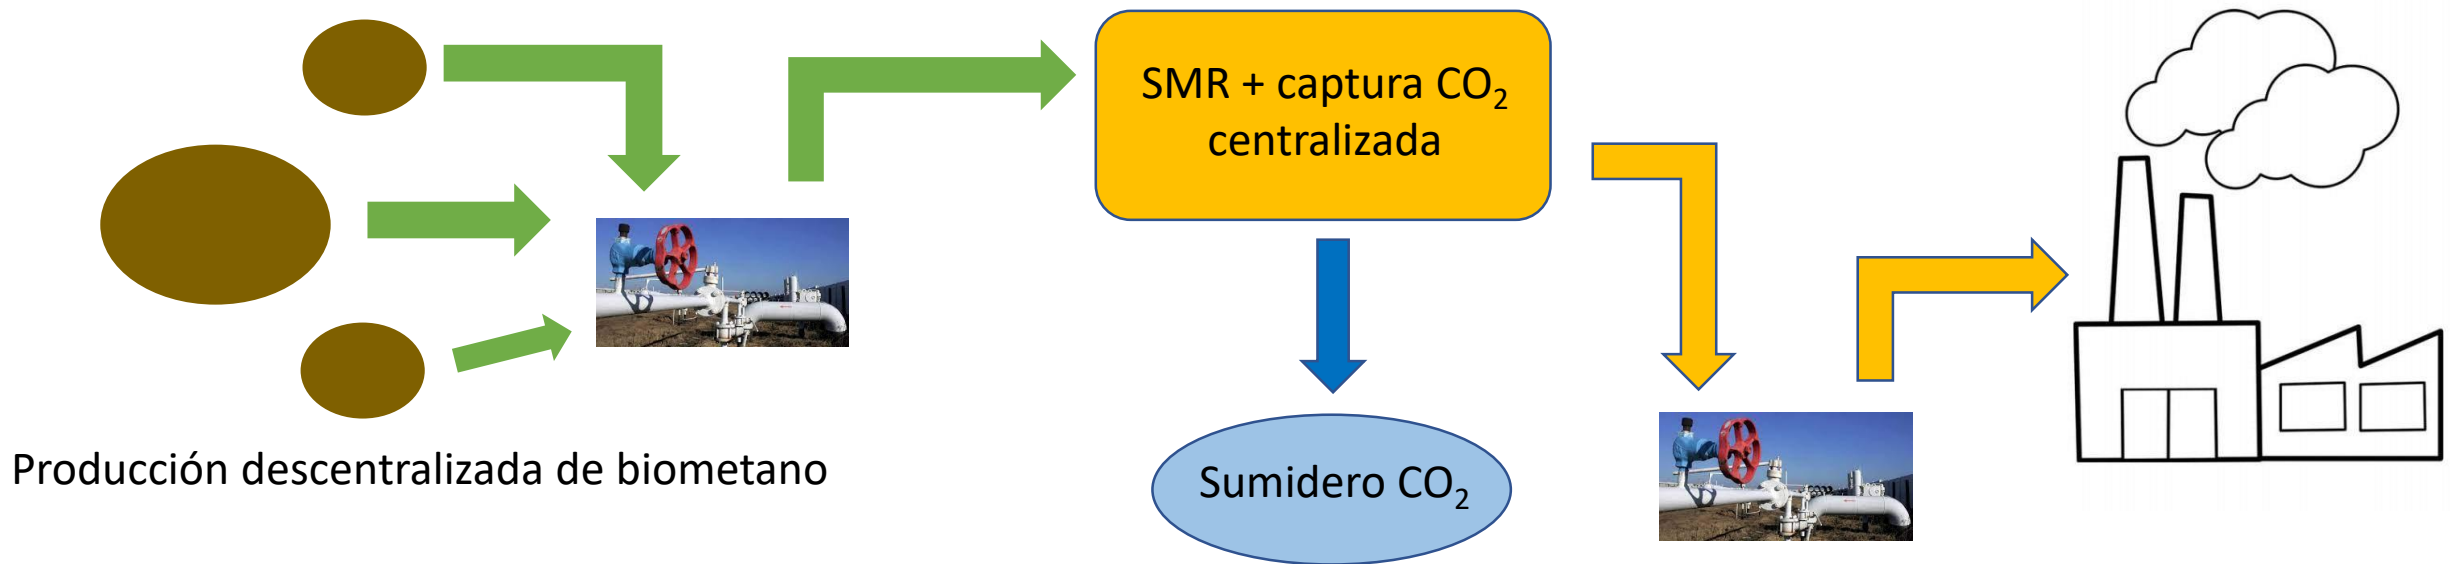 SMR + captura CO₂
centralizada
Producción descentralizada de biometano
Sumidero CO₂